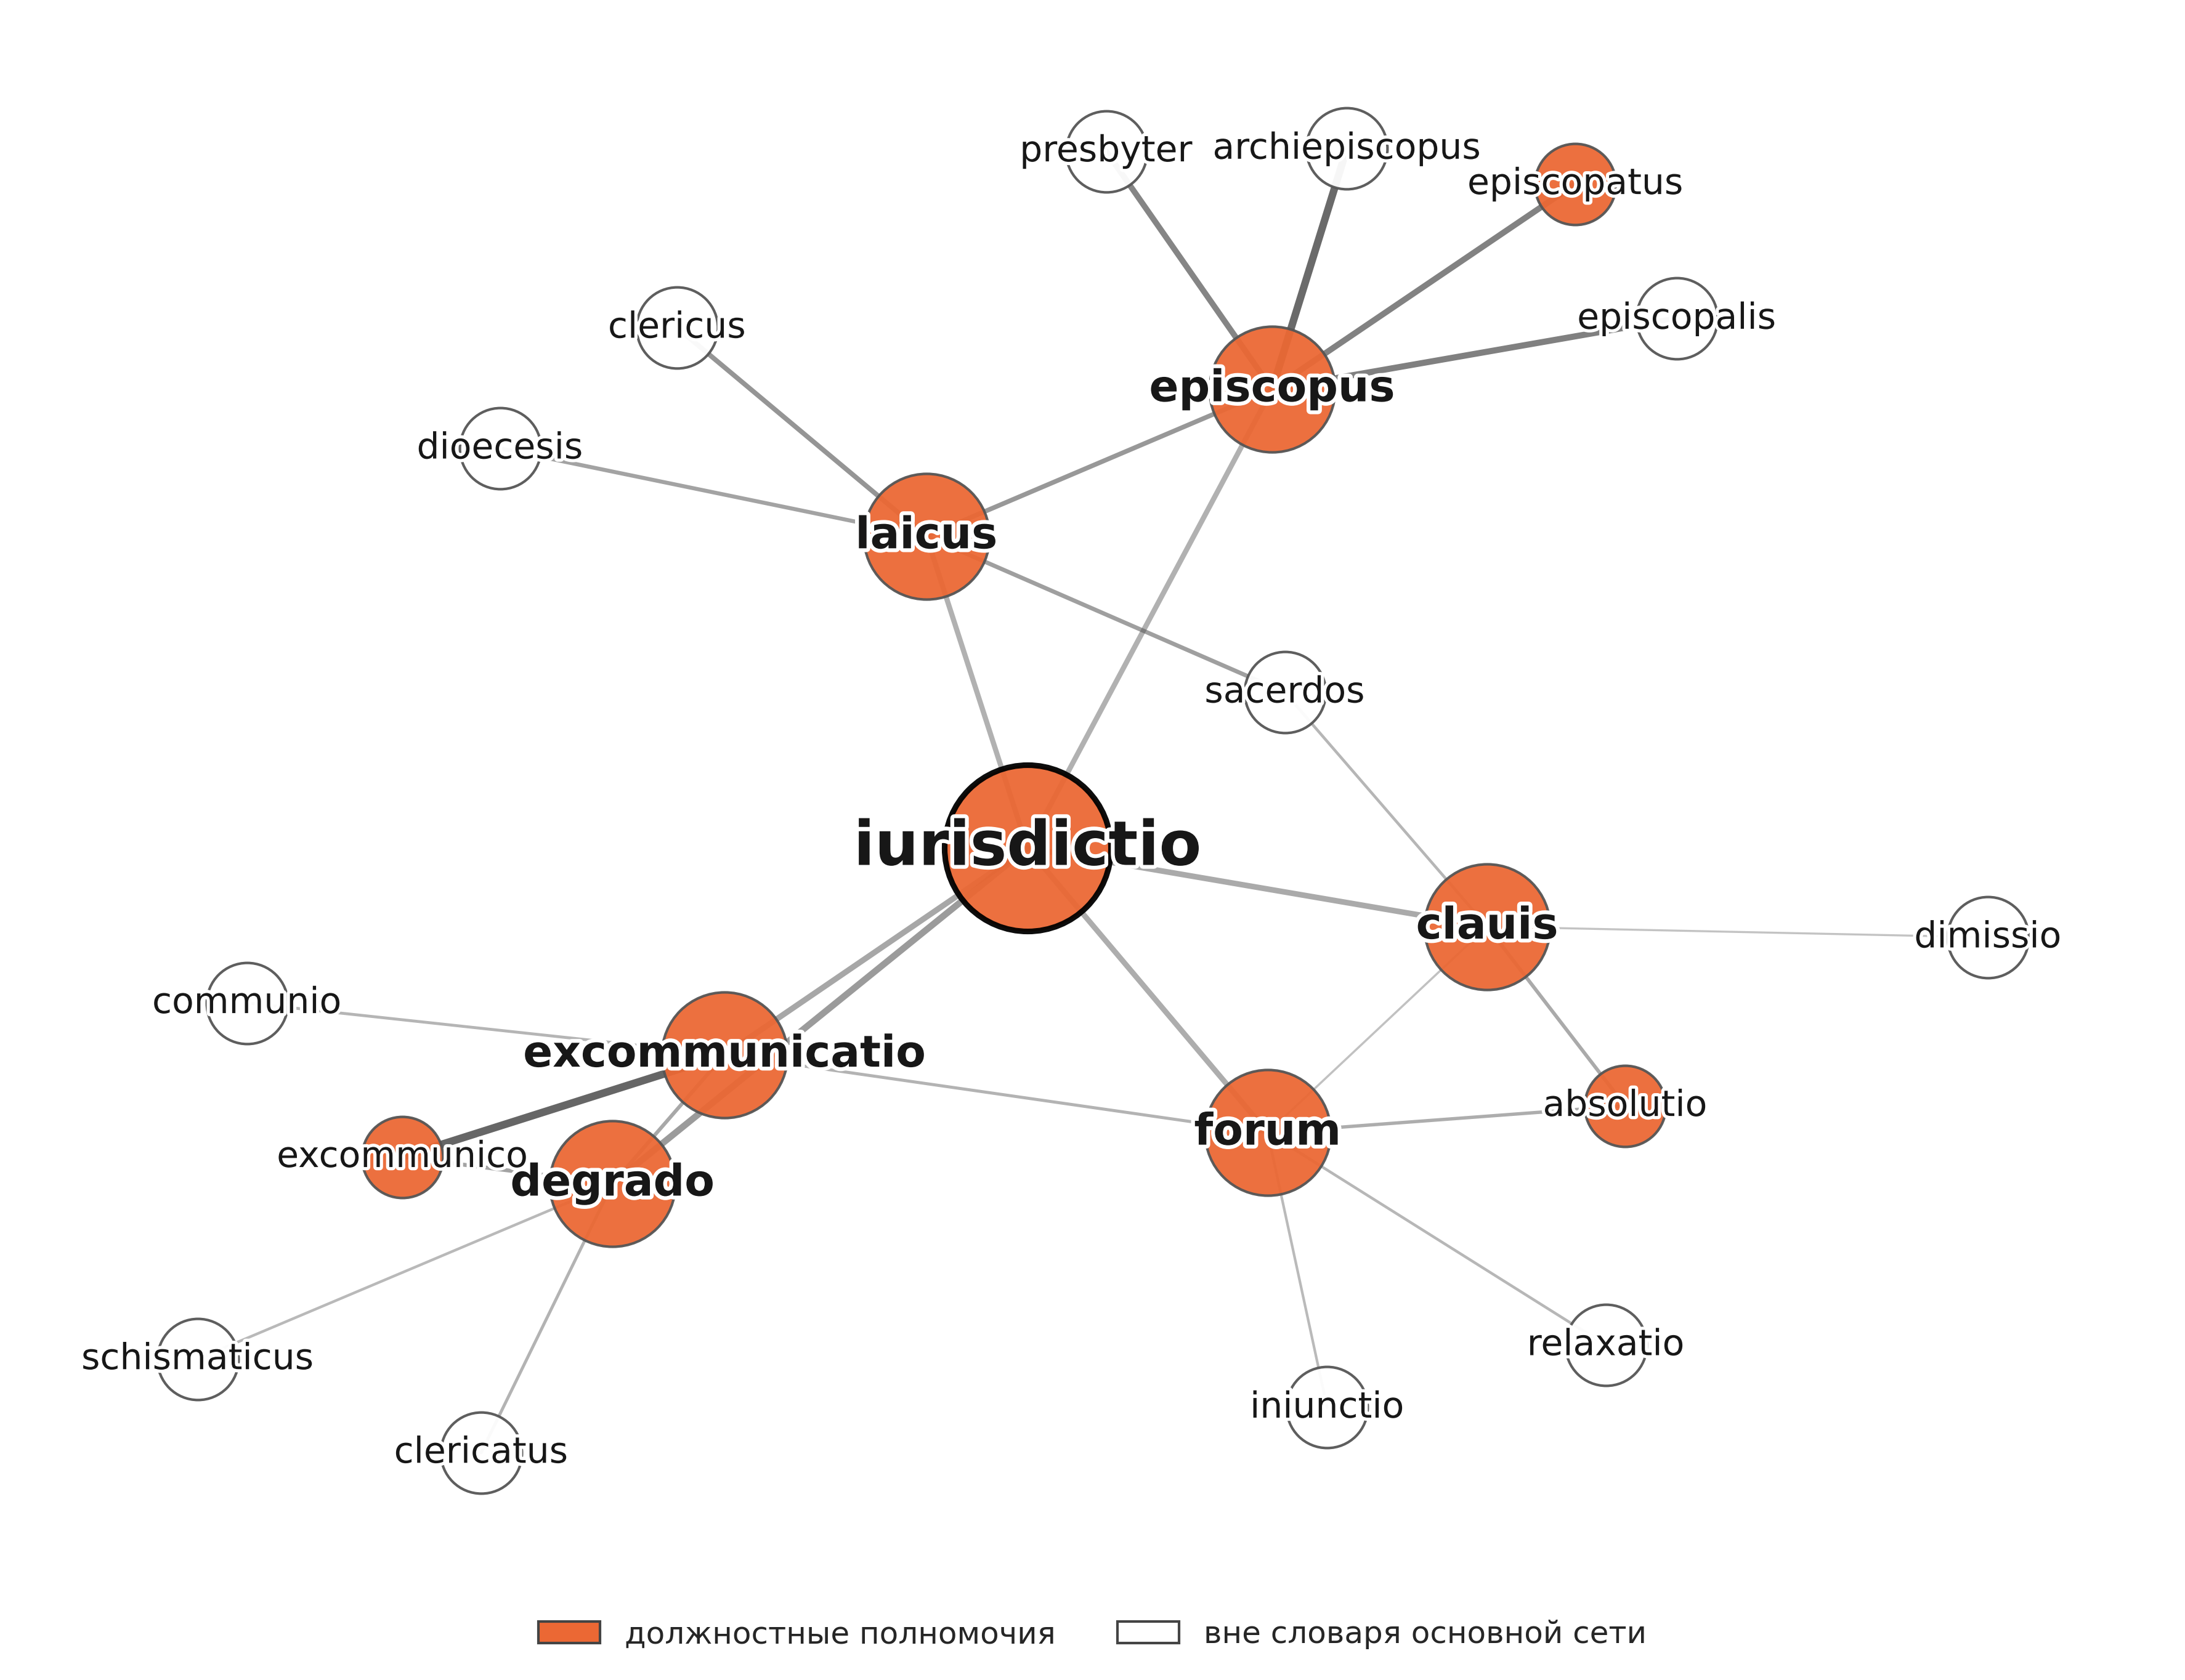 presbyter
archiepiscopus
episcopatus
episcopalis
clericus
episcopus
dioecesis
laicus
sacerdos
iurisdictio
clauis
dimissio
communio
excommunicatio
absolutio
forum
excommunico
degrado
relaxatio
schismaticus
iniunctio
clericatus
должностные полномочия
вне словаря основной сети